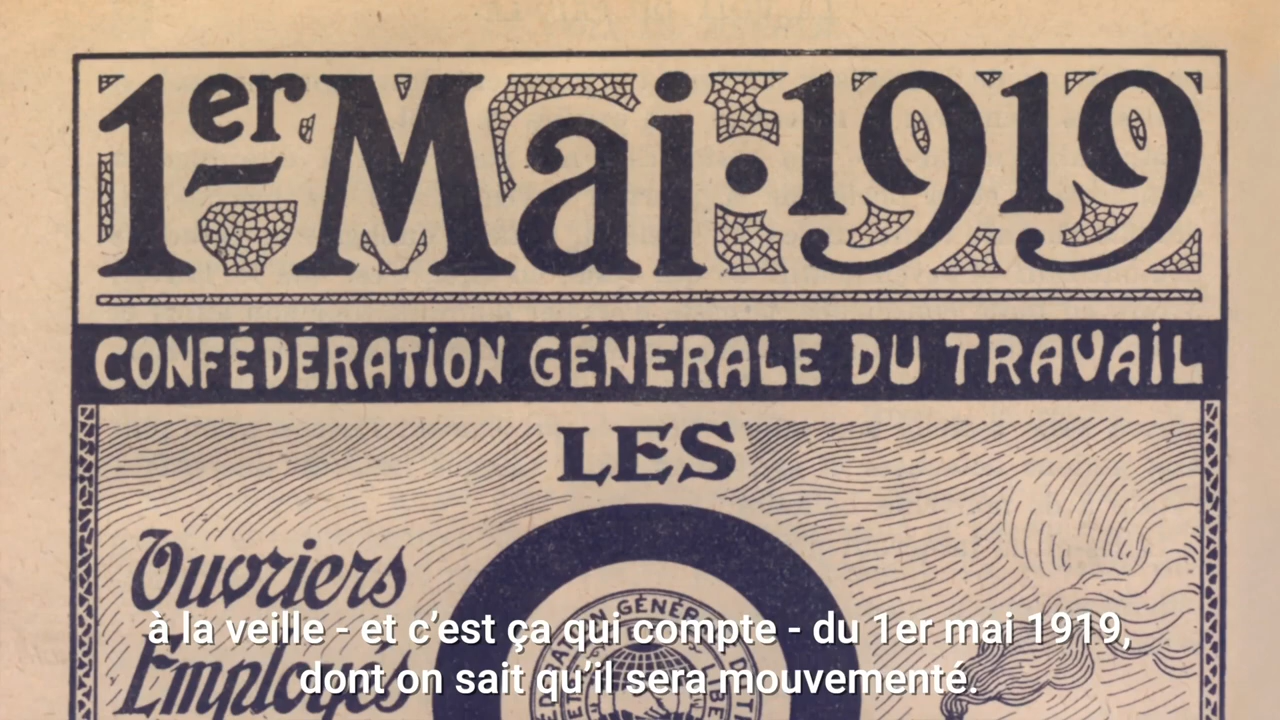 1er Mai • 1919
CONFÉDÉRATION GÉNÉRALE DU TRAVAIL
LES
Ouvriers
Employés
à la veille - et c’est ça qui compte - du 1er mai 1919,
dont on sait qu’il sera mouvementé.